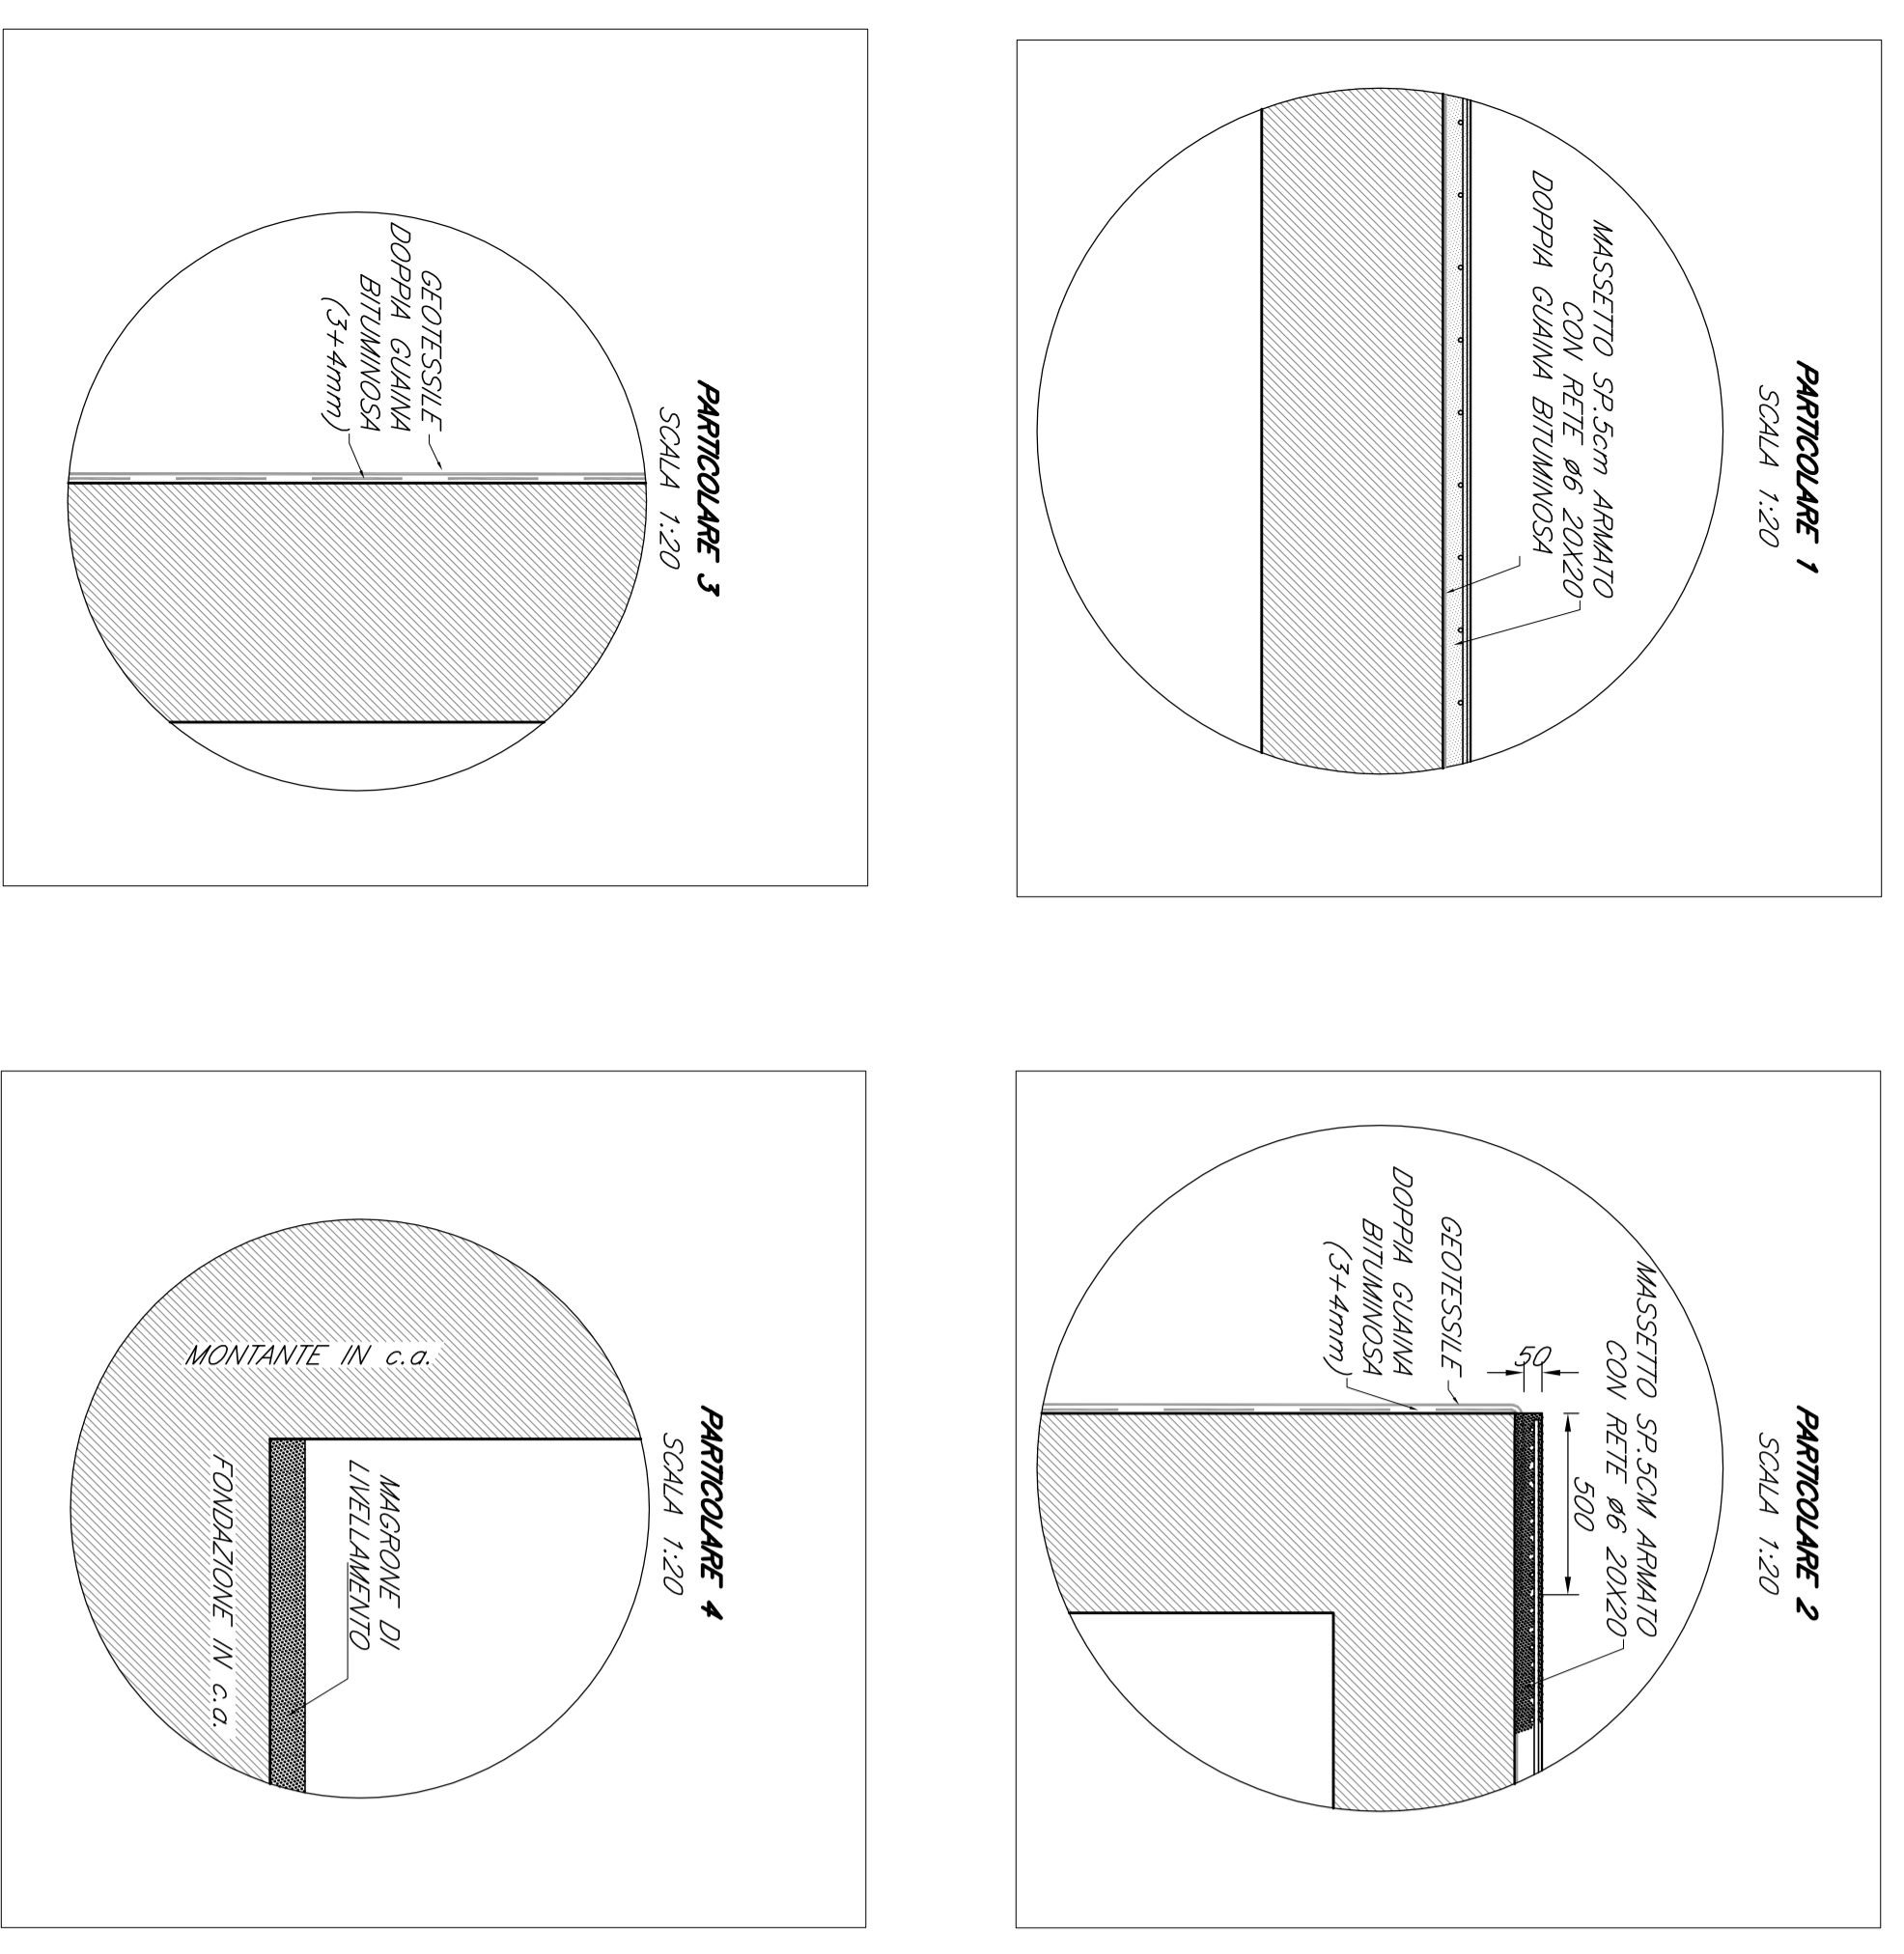 PARTICOLARE 1
SCALA 1:20
MASSETTO SP.5cm ARMATO
CON RETE ø6 20X20
DOPPIA GUAINA BITUMINOSA
PARTICOLARE 2
SCALA 1:20
MASSETTO SP.5CM ARMATO
CON RETE ø6 20X20
50
500
GEOTESSILE
DOPPIA GUAINA
BITUMINOSA
(3+4mm)
PARTICOLARE 3
SCALA 1:20
GEOTESSILE
DOPPIA GUAINA
BITUMINOSA
(3+4mm)
PARTICOLARE 4
SCALA 1:20
MAGRONE DI
LIVELLAMENTO
MONTANTE IN c.a.
FONDAZIONE IN c.a.